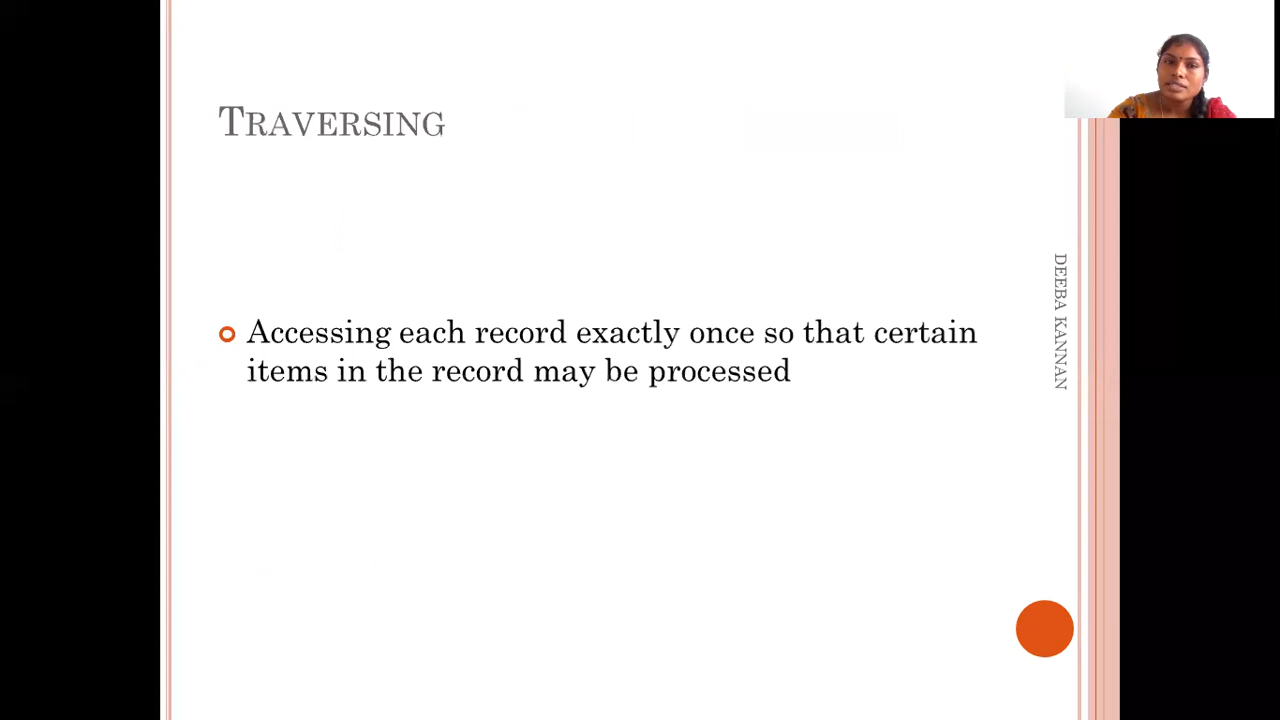 TRAVERSING
Accessing each record exactly once so that certain
items in the record may be processed
DEEBA KANNAN